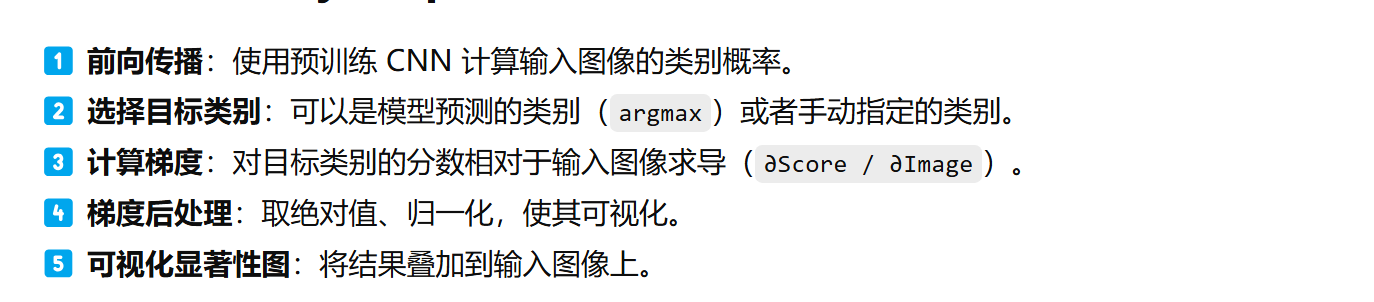 1 前向传播：使用预训练 CNN 计算输入图像的类别概率。
2 选择目标类别：可以是模型预测的类别（argmax）或者手动指定的类别。
3 计算梯度：对目标类别的分数相对于输入图像求导（∂Score / ∂Image）。
4 梯度后处理：取绝对值、归一化，使其可视化。
5 可视化显著性图：将结果叠加到输入图像上。